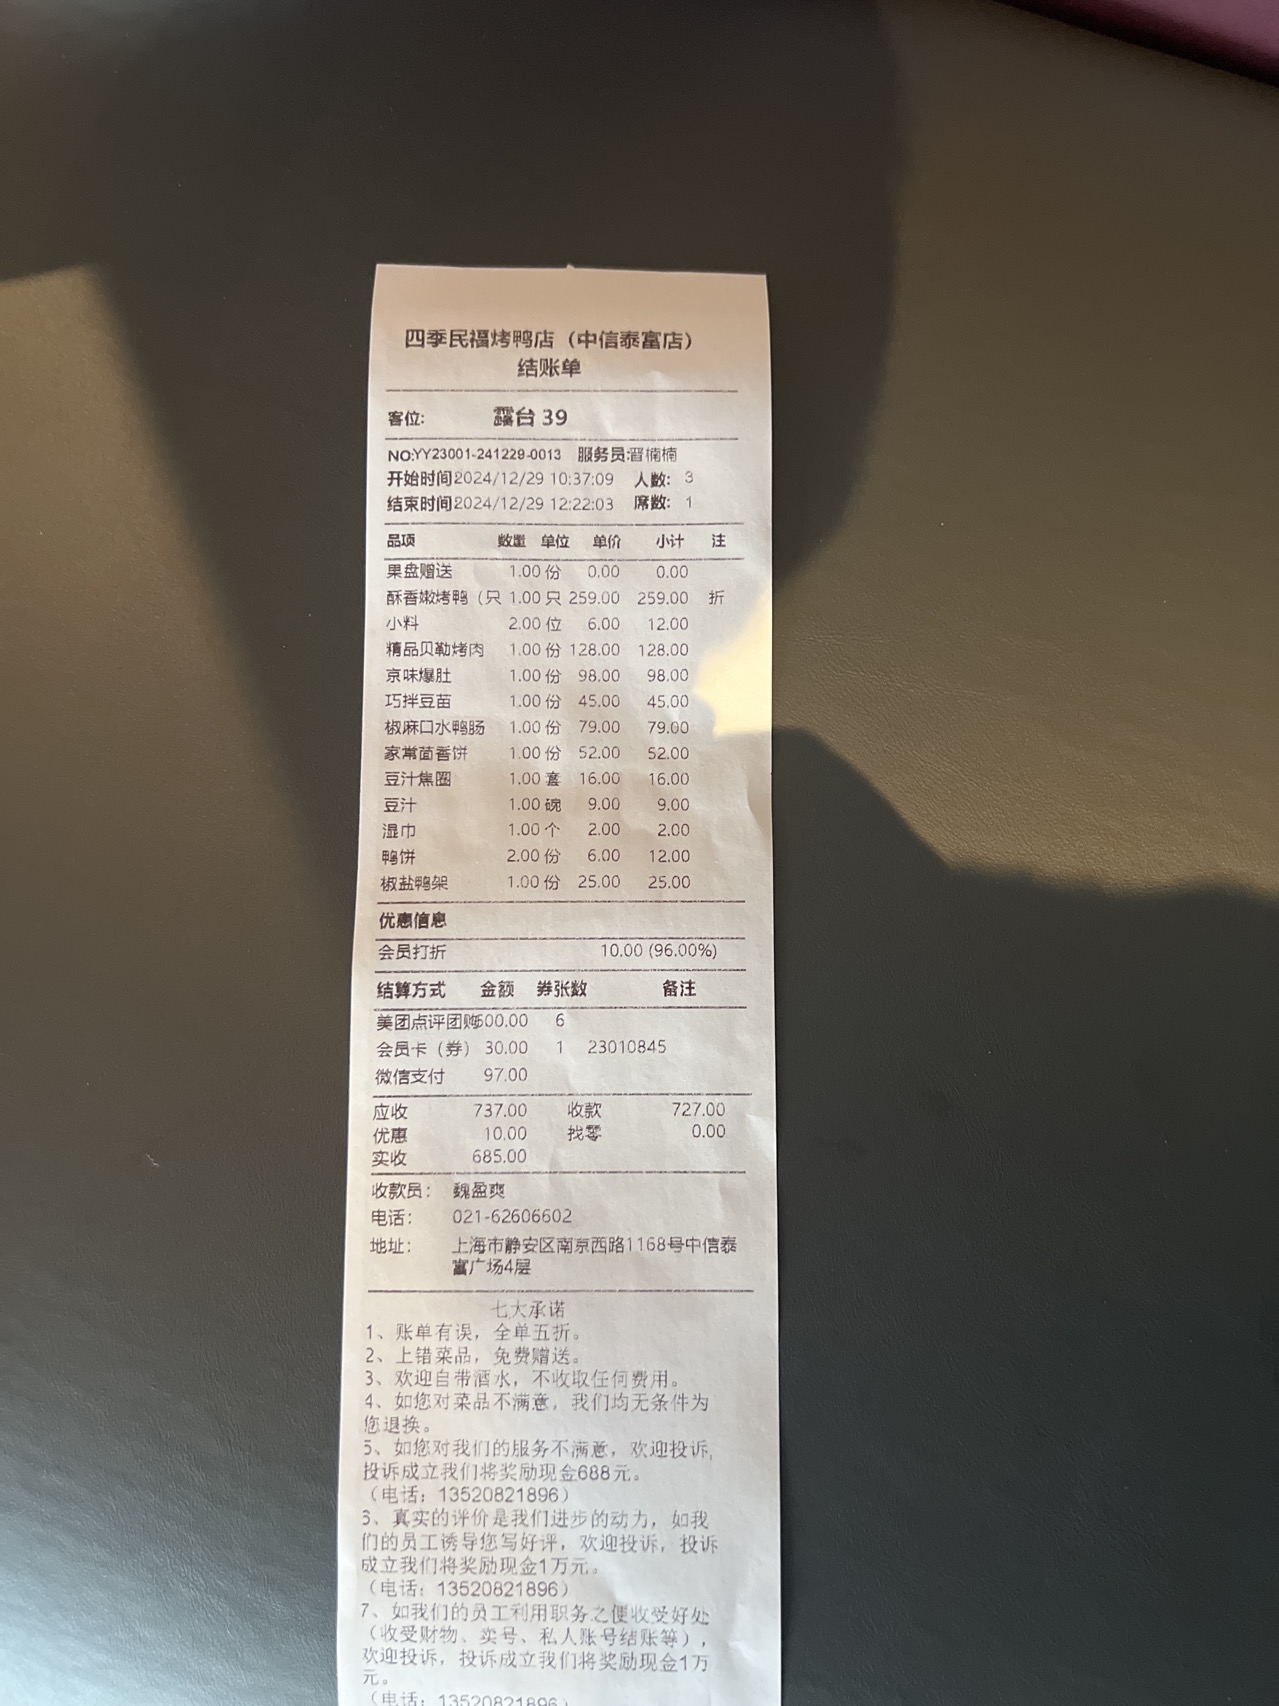 四季民福烤鸭店（中信泰富店）
结账单
客位: 露台 39
NO:YY23001-241229-0013 服务员:晋楠楠
开始时间2024/12/29 10:37:09 人数: 3
结束时间2024/12/29 12:22:03 席数: 1
品项 数量 单位 单价 小计 注
果盘赠送 1.00 份 0.00 0.00
酥香嫩烤鸭（只 1.00 只 259.00 259.00 折
小料 2.00 位 6.00 12.00
精品贝勒烤肉 1.00 份 128.00 128.00
京味爆肚 1.00 份 98.00 98.00
巧拌豆苗 1.00 份 45.00 45.00
椒麻口水鸭肠 1.00 份 79.00 79.00
家常茴香饼 1.00 份 52.00 52.00
豆汁焦圈 1.00 套 16.00 16.00
豆汁 1.00 碗 9.00 9.00
湿巾 1.00 个 2.00 2.00
鸭饼 2.00 份 6.00 12.00
椒盐鸭架 1.00 份 25.00 25.00
优惠信息
会员打折 10.00 (96.00%)
结算方式 金额 券张数 备注
美团点评团购600.00 6
会员卡（券） 30.00 1 23010845
微信支付 97.00
应收 737.00 收款 727.00
优惠 10.00 找零 0.00
实收 685.00
收款员: 魏盈爽
电话: 021-62606602
地址: 上海市静安区南京西路1168号中信泰
富广场4层
七大承诺
1、账单有误，全单五折。
2、上错菜品，免费赠送。
3、欢迎自带酒水，不收取任何费用。
4、如您对菜品不满意，我们均无条件为
您退换。
5、如您对我们的服务不满意，欢迎投诉，
投诉成立我们将奖励现金688元。
（电话：13520821896）
6、真实的评价是我们进步的动力，如我
们的员工诱导您写好评，欢迎投诉，投诉
成立我们将奖励现金1万元。
（电话：13520821896）
7、如我们的员工利用职务之便收受好处
（收受财物、卖号、私人账号结账等），
欢迎投诉，投诉成立我们将奖励现金1万
元。
（电话：13520821896）